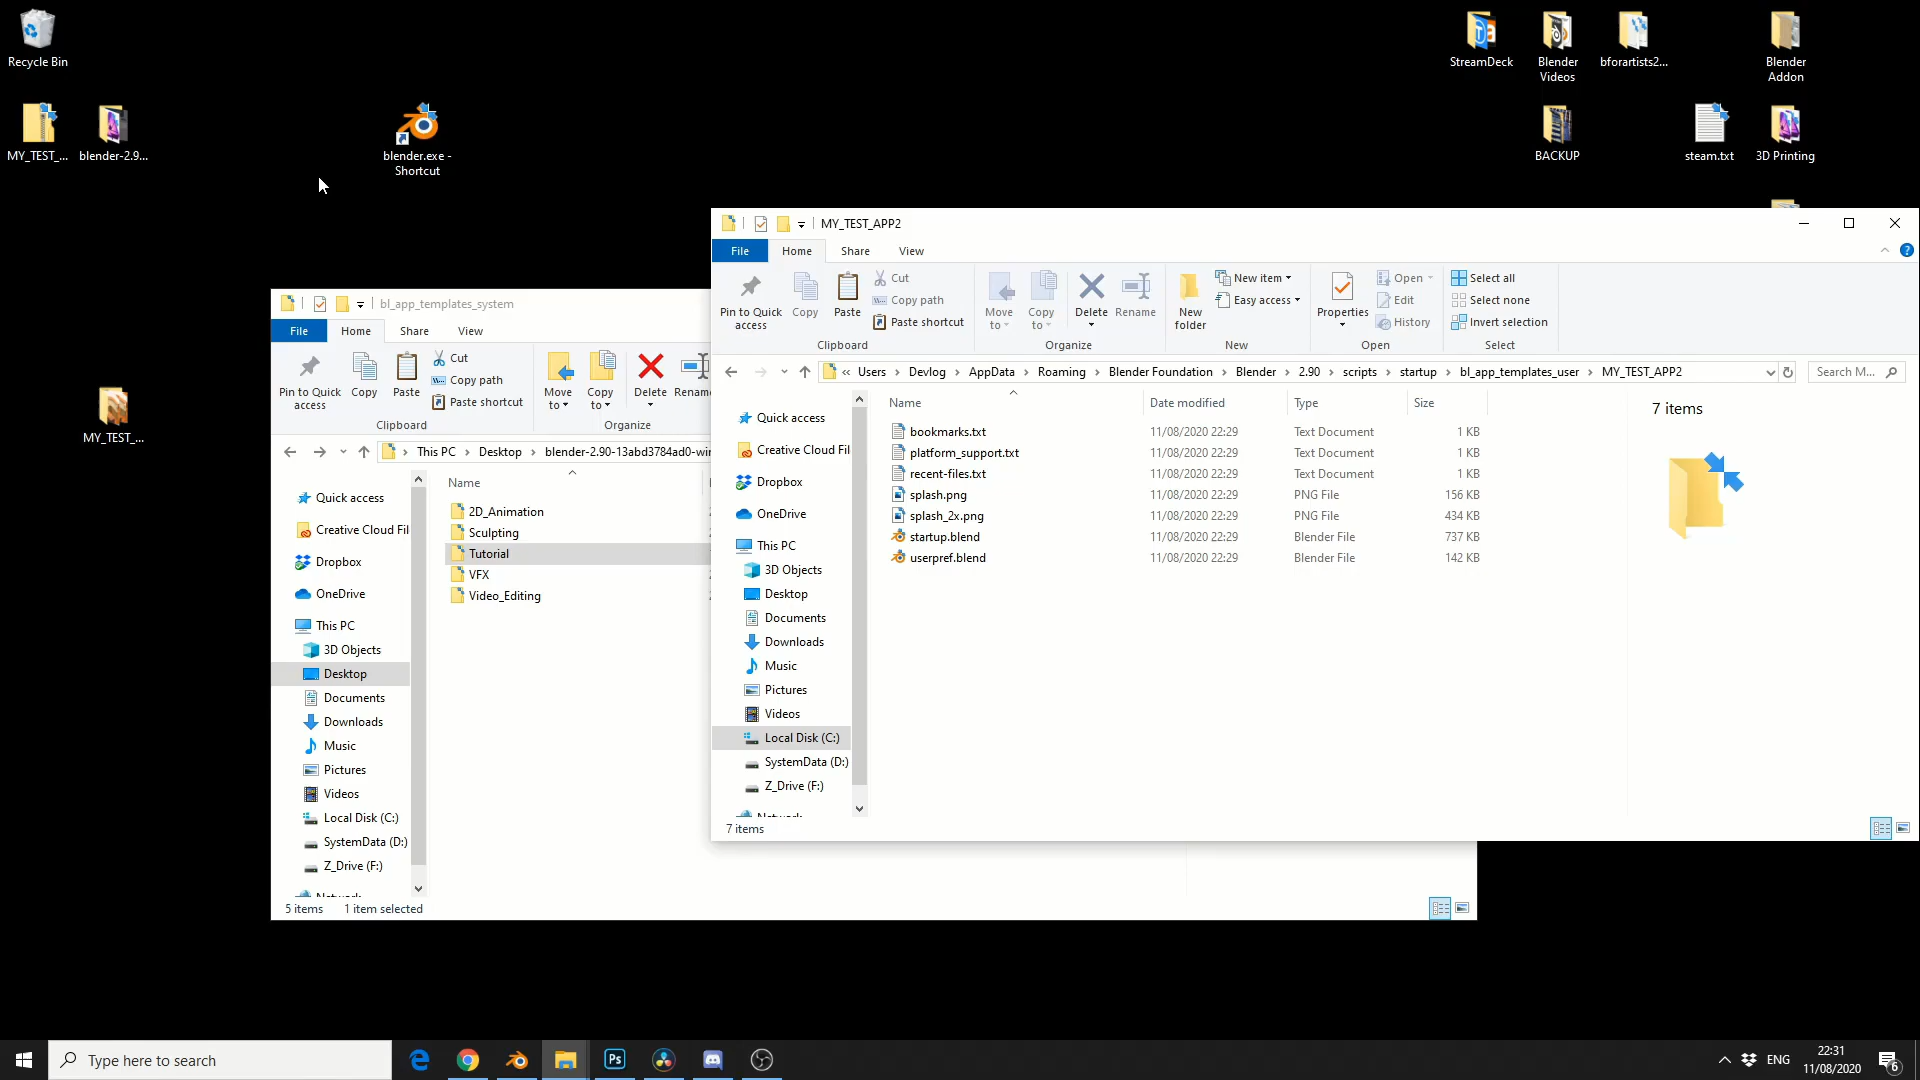 Recycle Bin
MY_TEST_...
blender-2.9...
blender.exe -
Shortcut
StreamDeck
Blender
Videos
bforartists2...
Blender
Addon
BACKUP
steam.txt
3D Printing
MY_TEST_...
bl_app_templates_system
File
Home
Share
View
Pin to Quick
access
Copy
Paste
Cut
Copy path
Paste shortcut
Clipboard
Move
to
Copy
to
Delete
Rename
Organize
This PC
Desktop
blender-2.90-13abd3784ad0-wi
Quick access
Creative Cloud Fil
Dropbox
OneDrive
This PC
3D Objects
Desktop
Documents
Downloads
Music
Pictures
Videos
Local Disk (C:)
SystemData (D:)
Z_Drive (F:)
Network
Name
2D_Animation
Sculpting
Tutorial
VFX
Video_Editing
5 items
1 item selected
MY_TEST_APP2
File
Home
Share
View
Pin to Quick
access
Copy
Paste
Cut
Copy path
Paste shortcut
Clipboard
Move
to
Copy
to
Delete
Rename
Organize
New
folder
New item
Easy access
New
Properties
Open
Edit
History
Open
Select all
Select none
Invert selection
Select
« Users
Devlog
AppData
Roaming
Blender Foundation
Blender
2.90
scripts
startup
bl_app_templates_user
MY_TEST_APP2
Search M...
Quick access
Creative Cloud Fil
Dropbox
OneDrive
This PC
3D Objects
Desktop
Documents
Downloads
Music
Pictures
Videos
Local Disk (C:)
SystemData (D:)
Z_Drive (F:)
Network
Name Date modified Type Size
bookmarks.txt 11/08/2020 22:29 Text Document 1 KB
platform_support.txt 11/08/2020 22:29 Text Document 1 KB
recent-files.txt 11/08/2020 22:29 Text Document 1 KB
splash.png 11/08/2020 22:29 PNG File 156 KB
splash_2x.png 11/08/2020 22:29 PNG File 434 KB
startup.blend 11/08/2020 22:29 Blender File 737 KB
userpref.blend 11/08/2020 22:29 Blender File 142 KB
7 items
7 items
Type here to search
Ps
ENG
22:31
11/08/2020
6